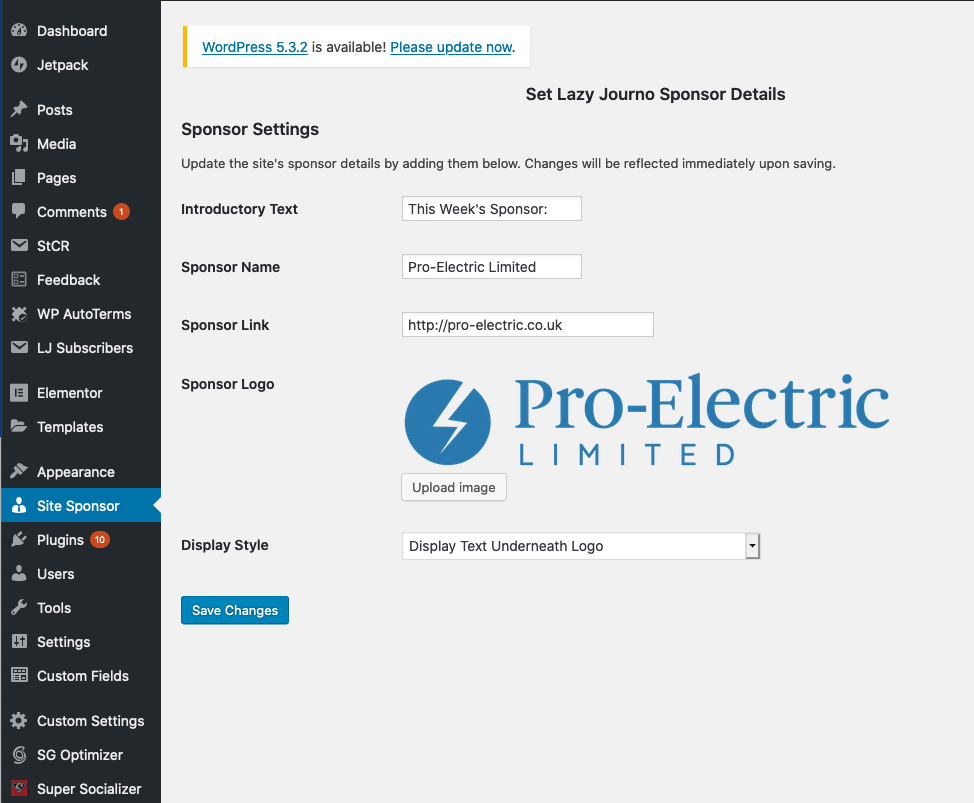 Dashboard
Jetpack
Posts
Media
Pages
Comments 1
StCR
Feedback
WP AutoTerms
LJ Subscribers
Elementor
Templates
Appearance
Site Sponsor
Plugins 10
Users
Tools
Settings
Custom Fields
Custom Settings
SG Optimizer
Super Socializer
WordPress 5.3.2 is available! Please update now.
Set Lazy Journo Sponsor Details
Sponsor Settings
Update the site's sponsor details by adding them below. Changes will be reflected immediately upon saving.
Introductory Text This Week's Sponsor:
Sponsor Name Pro-Electric Limited
Sponsor Link http://pro-electric.co.uk
Sponsor Logo
Pro-Electric
LIMITED
Upload image
Display Style Display Text Underneath Logo
Save Changes